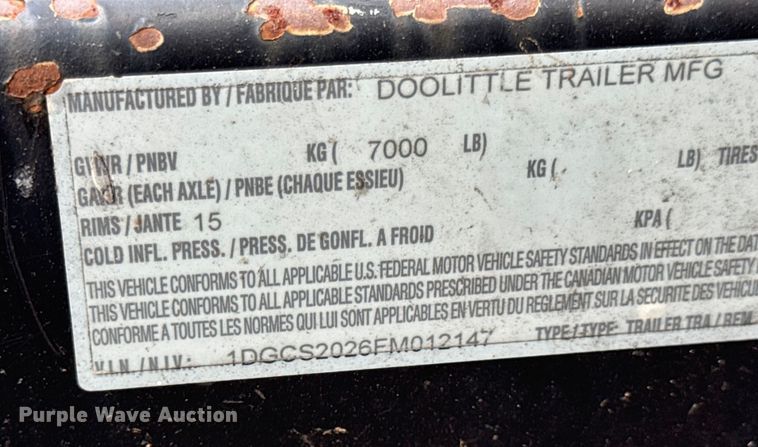 MANUFACTURED BY / FABRIQUE PAR: DOOLITTLE TRAILER MFG
GVWR / PNBV KG ( 7000 LB)
GAWR (EACH AXLE) / PNBE (CHAQUE ESSIEU) KG ( LB) TIRES
RIMS / JANTE 15
COLD INFL. PRESS. / PRESS. DE GONFL. A FROID KPA (
THIS VEHICLE CONFORMS TO ALL APPLICABLE U.S. FEDERAL MOTOR VEHICLE SAFETY STANDARDS IN EFFECT ON THE DAT
THIS VEHICLE CONFORMS TO ALL APPLICABLE STANDARDS PRESCRIBED UNDER THE CANADIAN MOTOR VEHICLE SAFETY
CONFORME A TOUTES LES NORMES QUI LUI SONT APPLICABLES EN VERTU DU REGLEMENT SUR LA SECURITE DES VEHICUL
V.I.N. / N.I.V.: 1DGCS2026FM012147 TYPE / TYPE: TRAILER TRA / REM
Purple Wave Auction